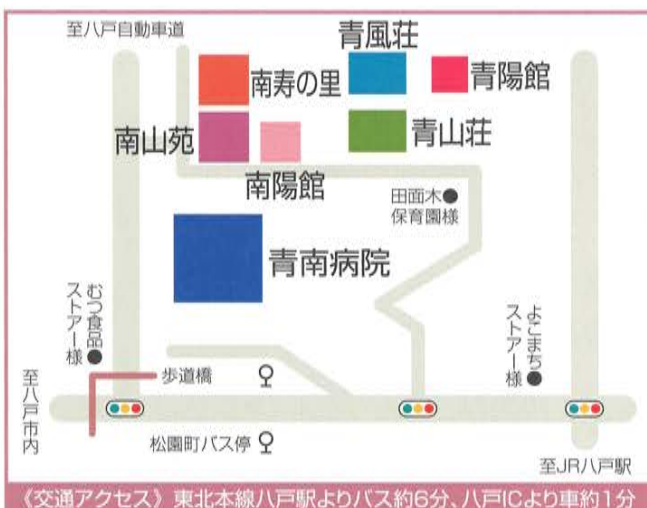 至八戸自動車道
青風荘
南寿の里
青陽館
南山苑
青山荘
南陽館
田面木●
保育園様
青南病院
むつ食品●
ストアー様
よこまち●
ストアー様
歩道橋
至八戸市内
松園町バス停
至JR八戸駅
《交通アクセス》東北本線八戸駅よりバス約6分、八戸ICより車約1分